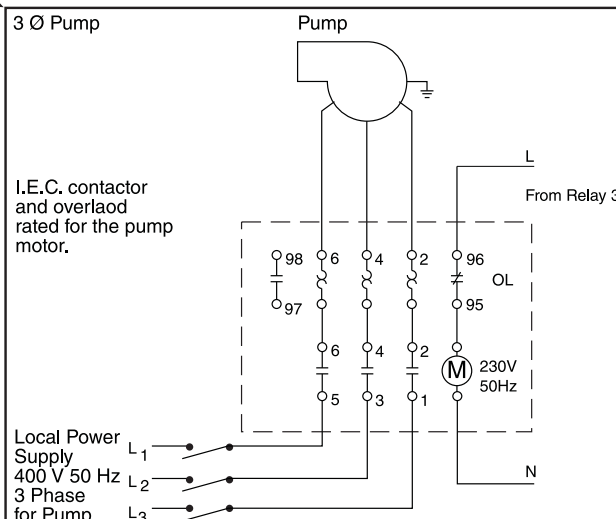 3 Ø Pump
Pump
L
From Relay 3
I.E.C. contactor
and overlaod
rated for the pump
motor.
98 6 4 2 96
OL
97 95
6 4 2
M 230V
50Hz
5 3 1
Local Power
Supply
400 V 50 Hz
3 Phase
for Pump
L1
L2
L3
N